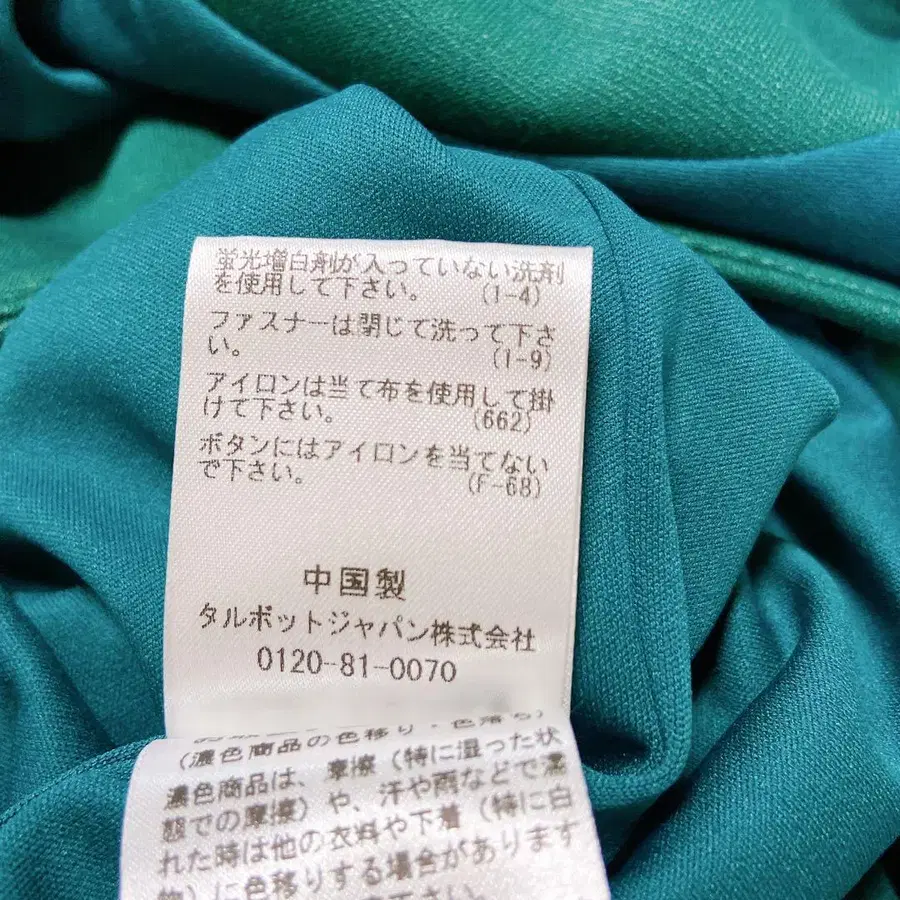 蛍光増白剤が入っていない洗剤
を使用して下さい。 (1-4)
ファスナーは閉じて洗って下さ
い。 (1-9)
アイロンは当て布を使用して掛
けて下さい。 (662)
ボタンにはアイロンを当てない
で下さい。 (F-68)
中国製
タルボットジャパン株式会社
0120-81-0070
(濃色商品の色移り・色落ち)
濃色商品は、摩擦(特に湿った状
態での摩擦)や、汗や雨などで濡
れた時は他の衣料や下着(特に白
物)に色移りする場合があります
下さい。